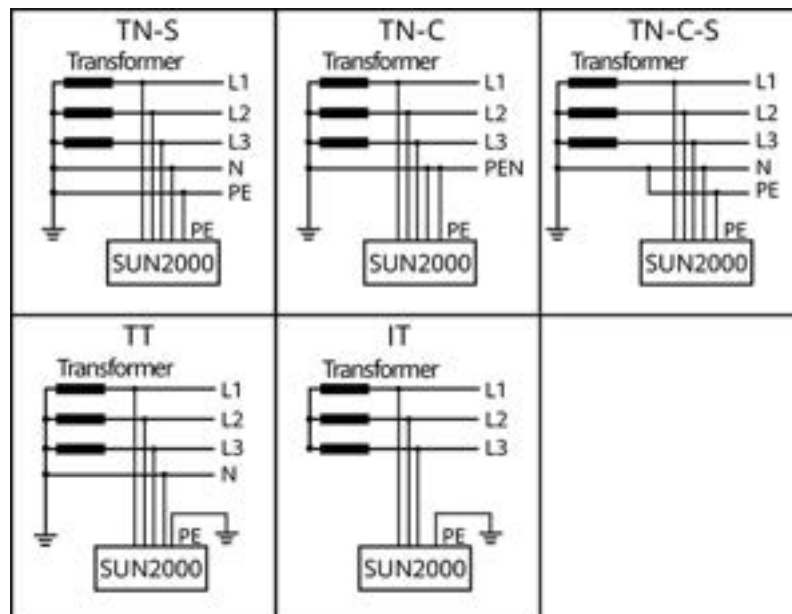 TN-S
Transformer
L1
L2
L3
N
PE
PE
SUN2000
TN-C
Transformer
L1
L2
L3
PEN
PE
SUN2000
TN-C-S
Transformer
L1
L2
L3
N
PE
PE
SUN2000
TT
Transformer
L1
L2
L3
N
PE
SUN2000
IT
Transformer
L1
L2
L3
PE
SUN2000